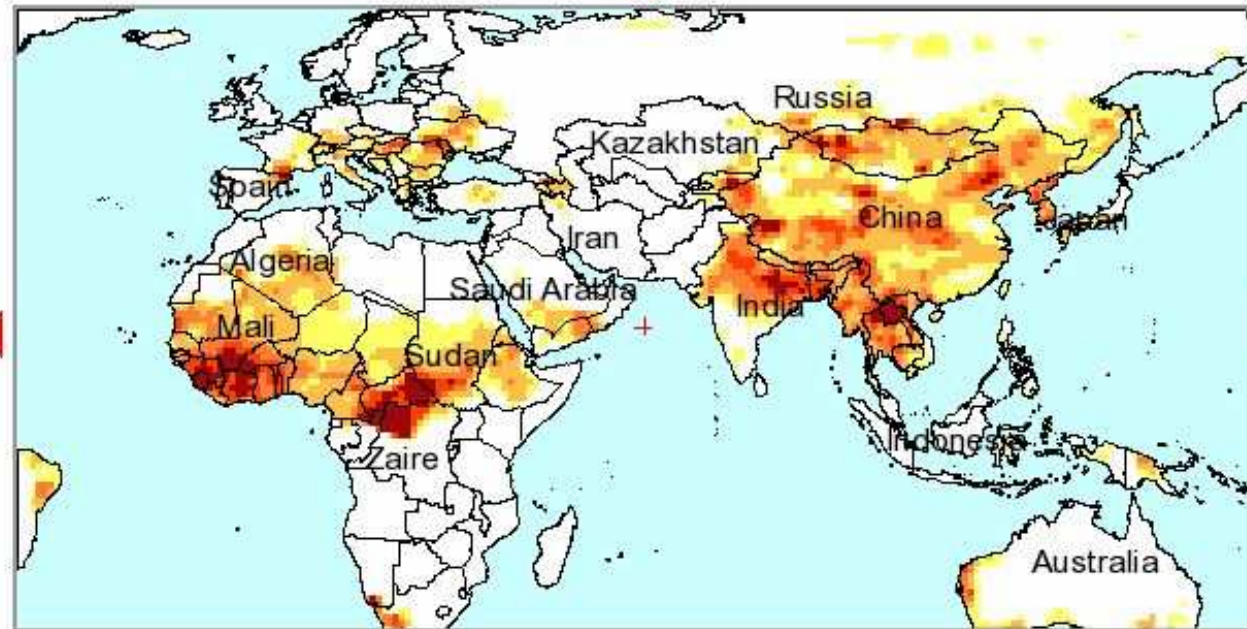 Russia
Kazakhstan
Spain
China
Japan
Iran
Algeria
Saudi Arabia
India
Mali
Sudan
Indonesia
Zaire
Australia